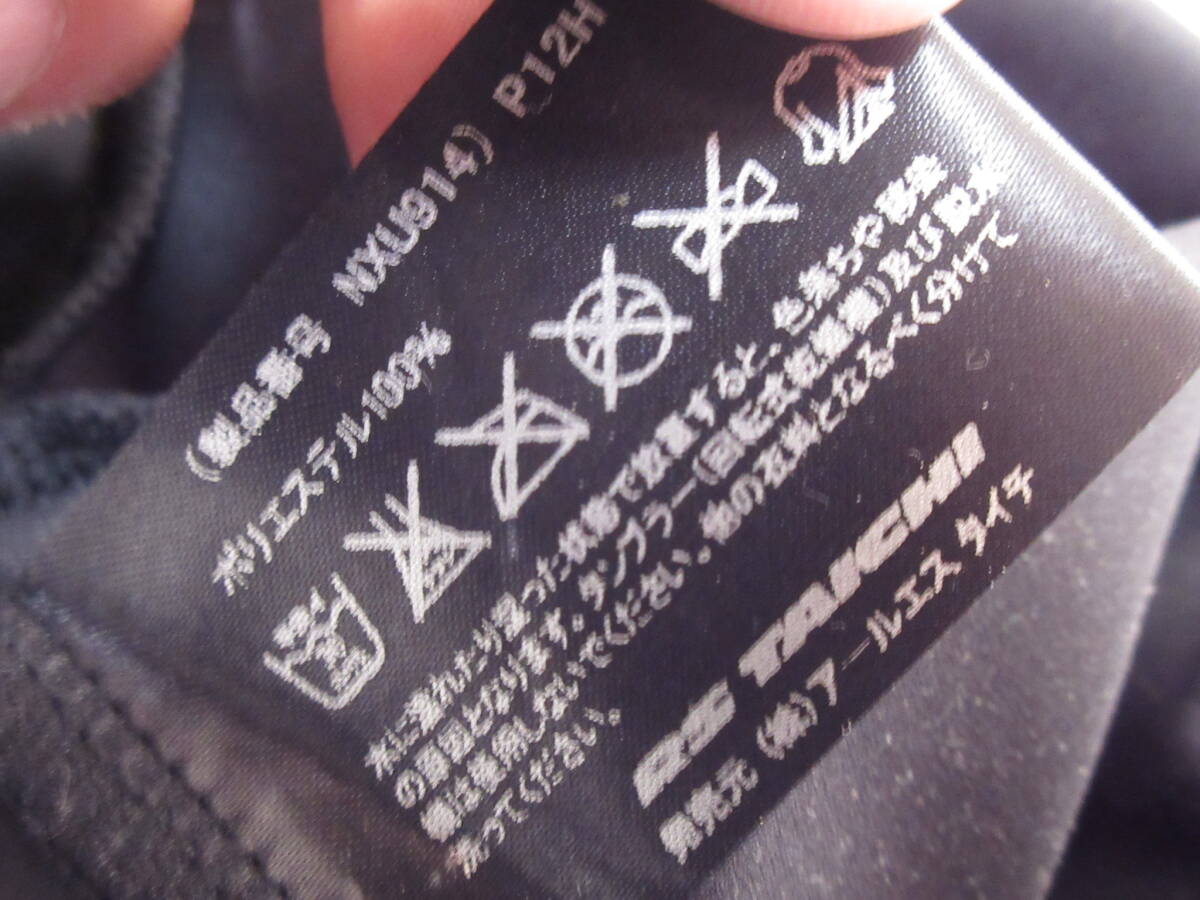 （製品番号 NXU914） P12H
ポリエステル100%
水に濡れたり湿った状態で放置すると、色落ちや移染
の原因となります。タンブラー（回転式乾燥機）及び脱水
機は使用しないでください。他の衣料となるべく分けて
洗ってください。
RS TAICHI
発売元 （株）アールエス タイチ